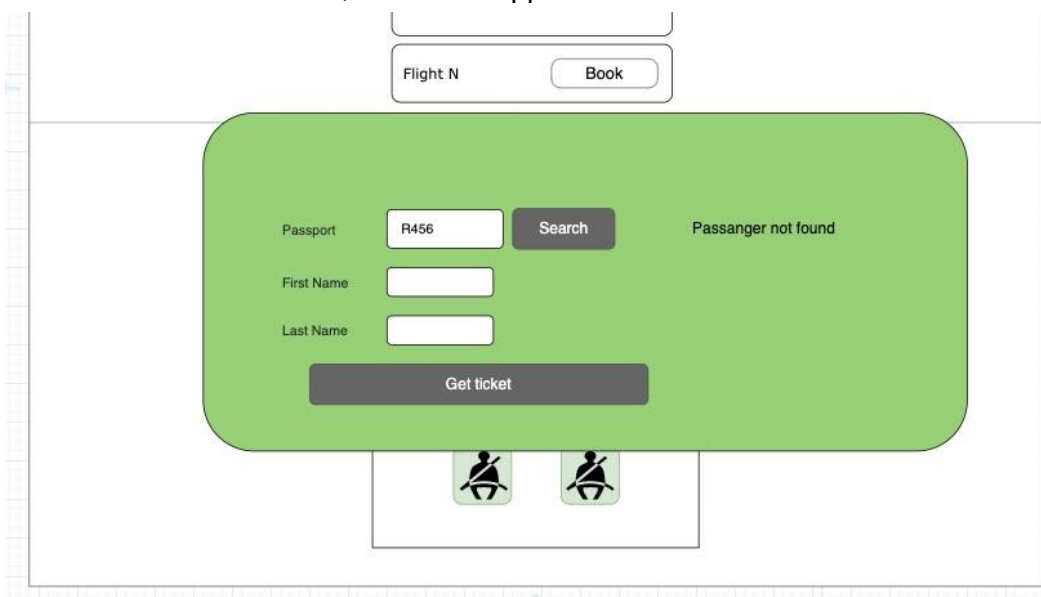 Flight N
Book
Passport
R456
Search
Passanger not found
First Name
Last Name
Get ticket